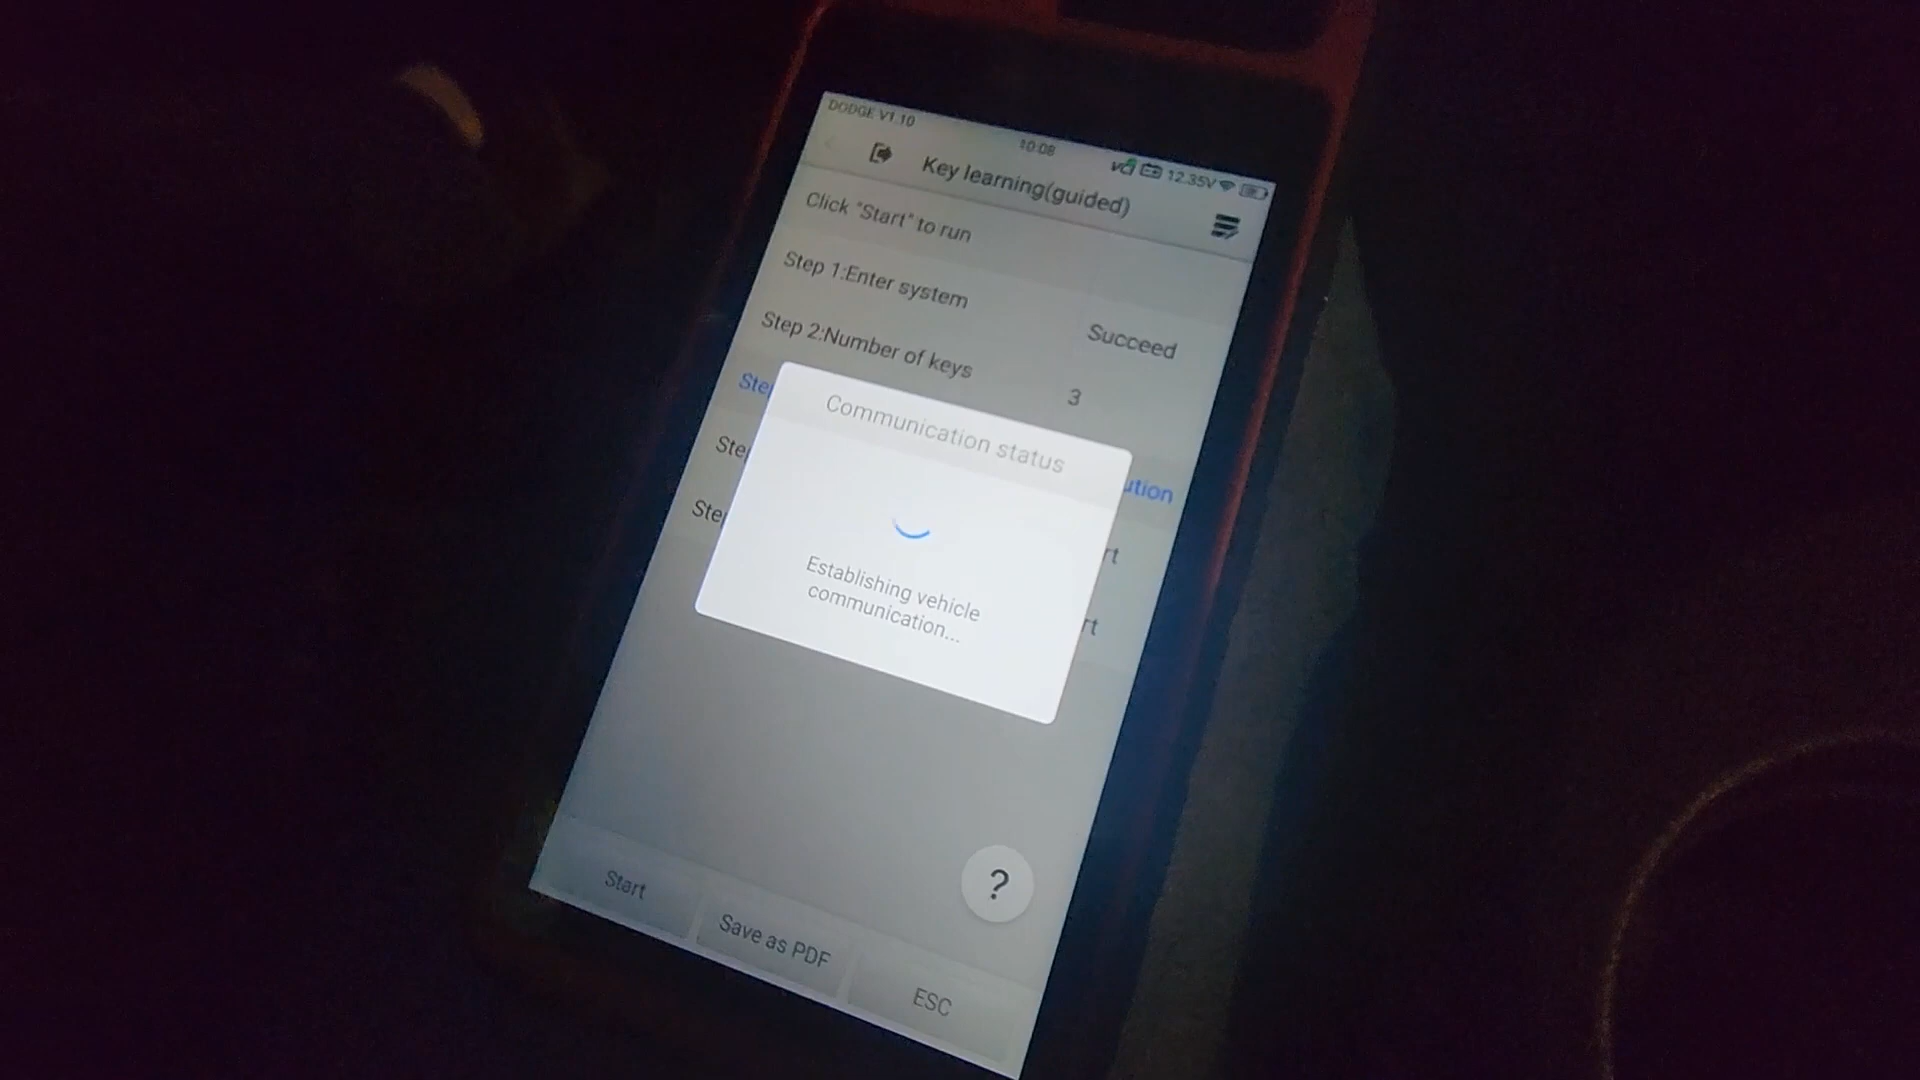 DODGE V1.10
10:08
VCI 12.35V
Key learning(guided)
Click "Start" to run
Step 1:Enter system
Succeed
Step 2:Number of keys
3
Communication status
Establishing vehicle
communication...
Start
Save as PDF
ESC
?